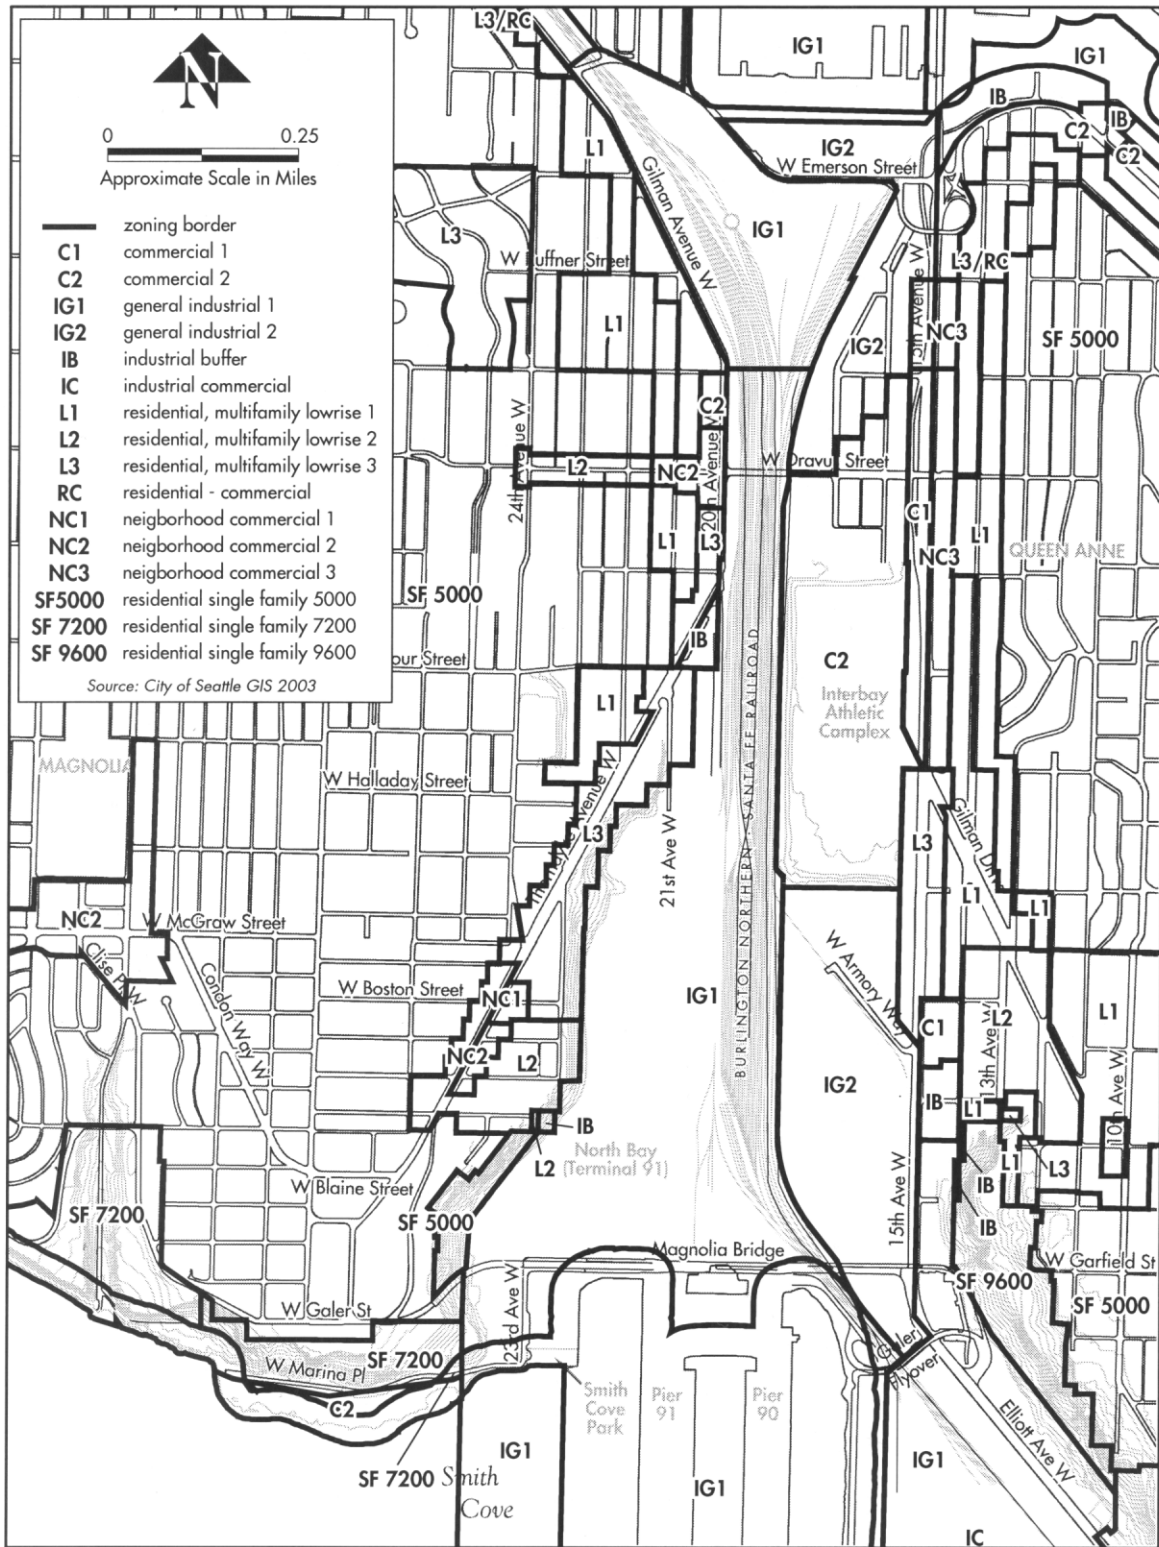 N
0 0.25
Approximate Scale in Miles
zoning border
C1 commercial 1
C2 commercial 2
IG1 general industrial 1
IG2 general industrial 2
IB industrial buffer
IC industrial commercial
L1 residential, multifamily lowrise 1
L2 residential, multifamily lowrise 2
L3 residential, multifamily lowrise 3
RC residential - commercial
NC1 neigborhood commercial 1
NC2 neigborhood commercial 2
NC3 neigborhood commercial 3
SF5000 residential single family 5000
SF 7200 residential single family 7200
SF 9600 residential single family 9600
Source: City of Seattle GIS 2003
L3/RC
IG1
IG1
IB
C2
IB
C2
IG2
W Emerson Street
L1
Gilman Avenue W
L3
IG1
W Ruffner Street
L3/RC
15th Avenue W
NC3
SF 5000
L1
IG2
C2
24th Avenue W
20th Avenue W
L2
NC2
W Dravus Street
C1
L1
L3
NC3
L1
QUEEN ANNE
SF 5000
IB
BURLINGTON NORTHERN - SANTA FE RAILROAD
C2
Interbay
Athletic
Complex
our Street
L1
MAGNOLIA
W Halladay Street
Thorndyke Avenue W
L3
21st Ave W
Gilman Dr W
L3
L1
L1
NC2
W McGraw Street
Clise Pl W
Condon Way W
W Armory Way
W Boston Street
NC1
IG1
C1
L2
13th Ave W
L1
NC2
L2
IG2
IB
L1
10th Ave W
IB
North Bay
(Terminal 91)
L2
W Blaine Street
L1
L3
IB
IB
15th Ave W
SF 7200
SF 5000
Magnolia Bridge
W Garfield St
SF 9600
SF 5000
W Galer St
23rd Ave W
Galer
Flyover
SF 7200
W Marina Pl
C2
Smith
Cove
Park
Pier
91
Pier
90
Elliott Ave W
IG1
IG1
SF 7200
Smith
Cove
IG1
IC